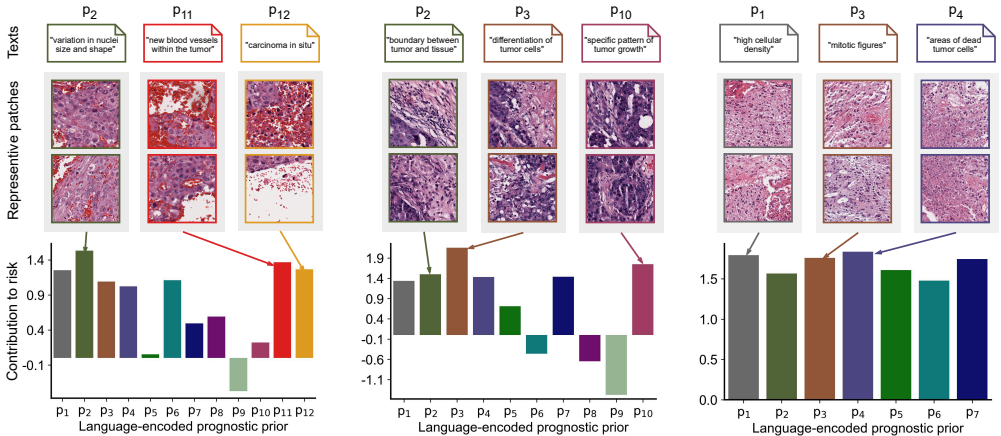 p2 p11 p12 p2 p3 p10 p1 p3 p4
Texts
"variation in nuclei
size and shape"
"new blood vessels
within the tumor"
"carcinoma in situ"
"boundary between
tumor and tissue"
"differentiation of
tumor cells"
"specific pattern of
tumor growth"
"high cellular
density"
"mitotic figures"
"areas of dead
tumor cells"
Representive patches
Contribution to risk
1.4
0.9
0.4
-0.1
p1 p2 p3 p4 p5 p6 p7 p8 p9 p10 p11 p12
Language-encoded prognostic prior
1.9
1.4
0.9
0.4
-0.1
-0.6
-1.1
p1 p2 p3 p4 p5 p6 p7 p8 p9 p10
Language-encoded prognostic prior
1.5
1.0
0.5
0.0
p1 p2 p3 p4 p5 p6 p7
Language-encoded prognostic prior